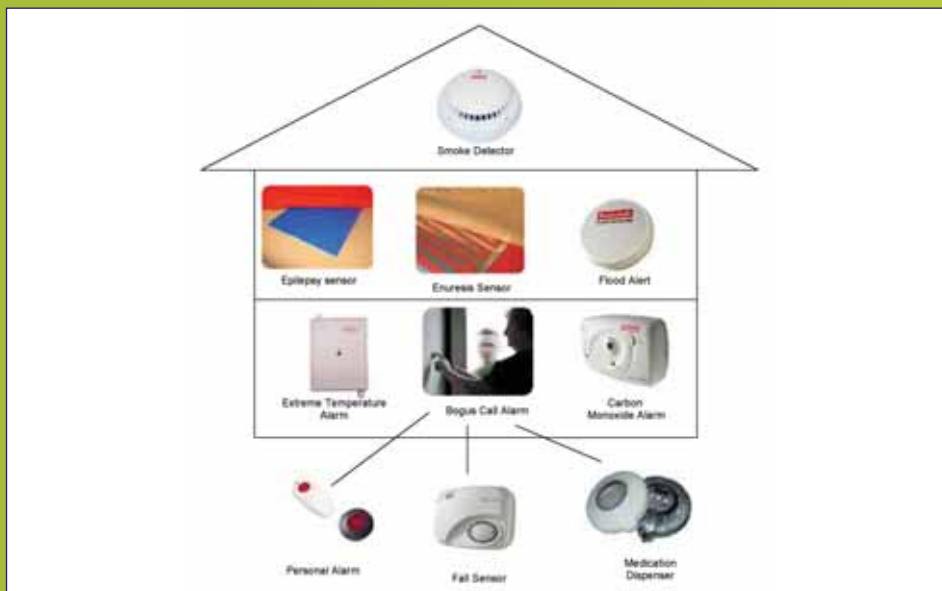 Smoke Detector
Epilepsy sensor
Enuresis Sensor
Flood Alert
Extreme Temperature
Alarm
Bogus Call Alarm
Carbon
Monoxide Alarm
Personal Alarm
Fall Sensor
Medication
Dispenser